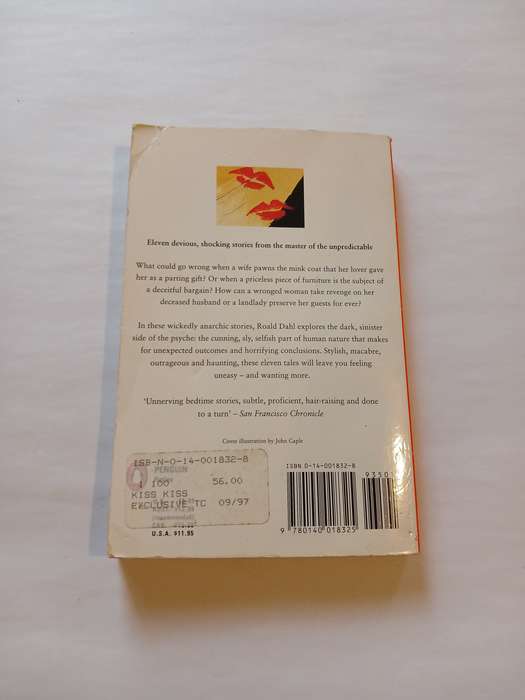 Eleven devious, shocking stories from the master of the unpredictable
What could go wrong when a wife pawns the mink coat that her lover gave
her as a parting gift? Or when a priceless piece of furniture is the subject of
a deceitful bargain? How can a wronged woman take revenge on her
deceased husband or a landlady preserve her guests for ever?
In these wickedly anarchic stories, Roald Dahl explores the dark, sinister
side of the psyche: the cunning, sly, selfish part of human nature that makes
for unexpected outcomes and horrifying conclusions. Stylish, macabre,
outrageous and haunting, these eleven tales will leave you feeling
uneasy – and wanting more.
‘Unnerving bedtime stories, subtle, proficient, hair-raising and done
to a turn’ – San Francisco Chronicle
Cover illustration by John Gaple
ISB-N-0-14-001832-8
PENGUIN
1 100 56.00
KISS KISS
EXCLUSIVE TC 09/97
U.S.A. $11.95
ISBN 0-14-001832-8
9 780140 018325